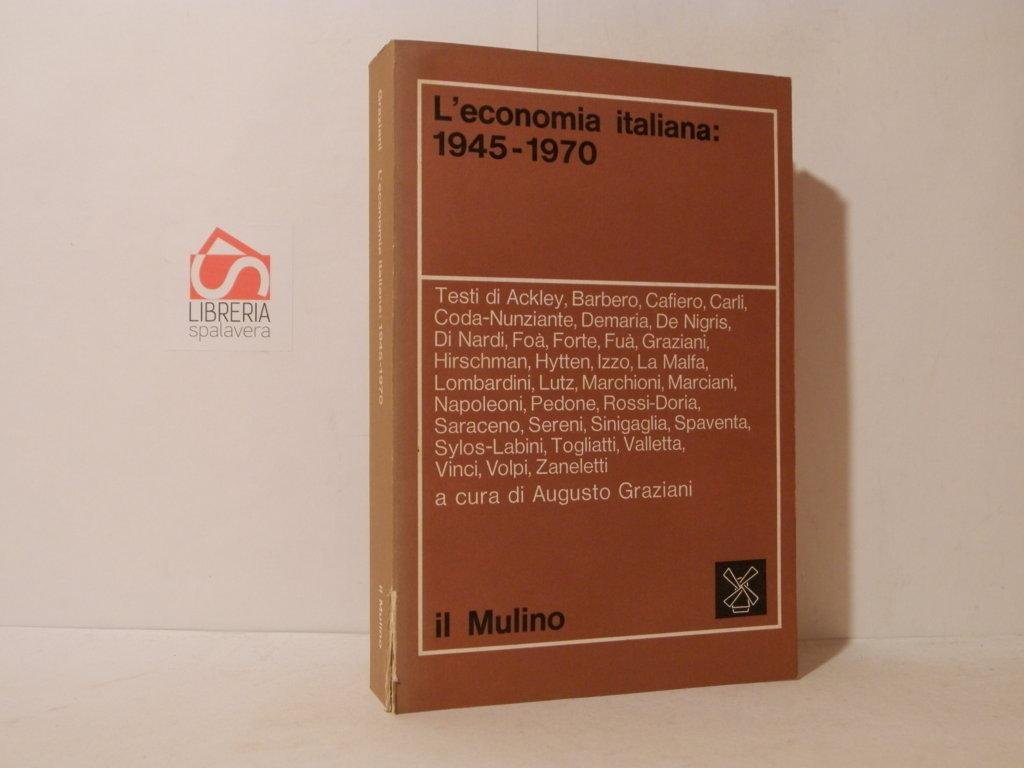 L'economia italiana:
1945-1970
Testi di Ackley, Barbero, Cafiero, Carli,
Coda-Nunziante, Demaria, De Nigris,
Di Nardi, Foà, Forte, Fuà, Graziani,
Hirschman, Hytten, Izzo, La Malfa,
Lombardini, Lutz, Marchioni, Marciani,
Napoleoni, Pedone, Rossi-Doria,
Saraceno, Sereni, Sinigaglia, Spaventa,
Sylos-Labini, Togliatti, Valletta,
Vinci, Volpi, Zaneletti
a cura di Augusto Graziani
il Mulino
Graziani L'economia italiana: 1945-1970
il Mulino
LIBRERIA
spalavera